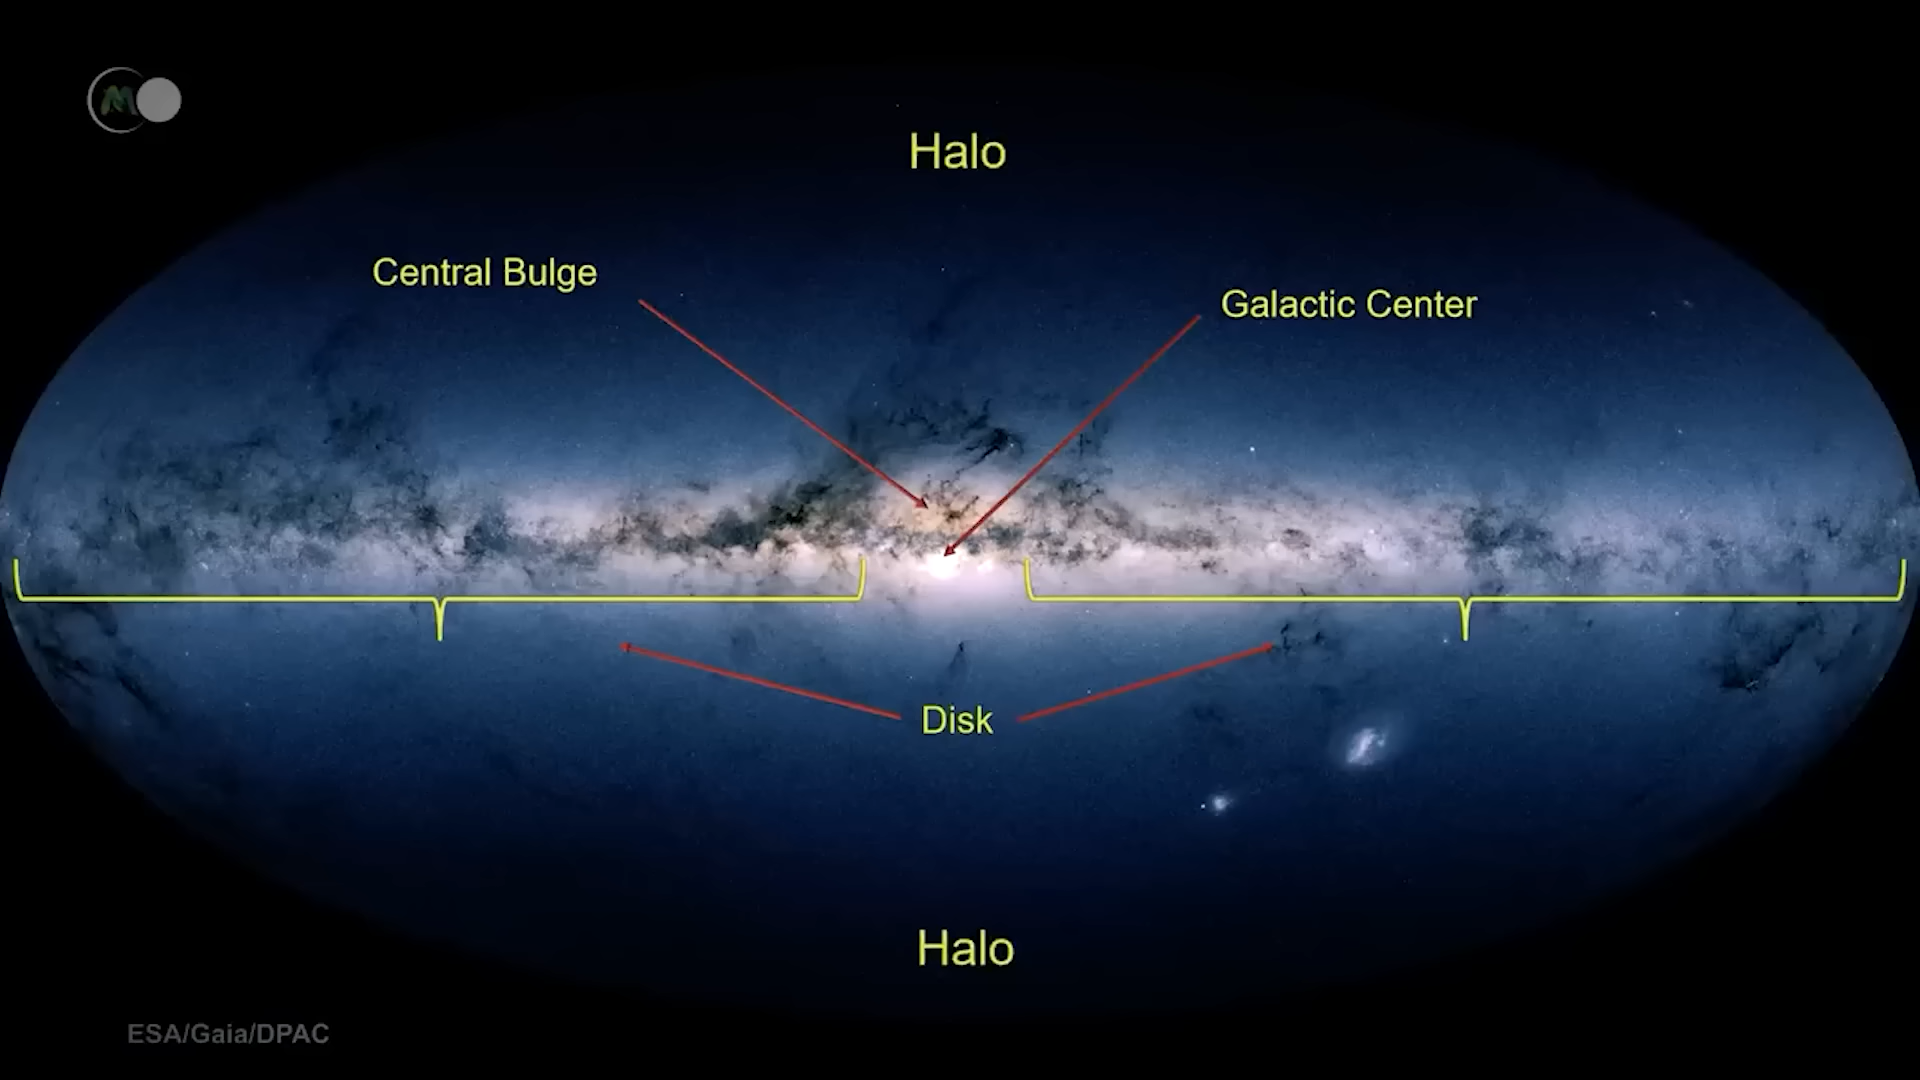 M
Halo
Central Bulge
Galactic Center
Disk
Halo
ESA/Gaia/DPAC